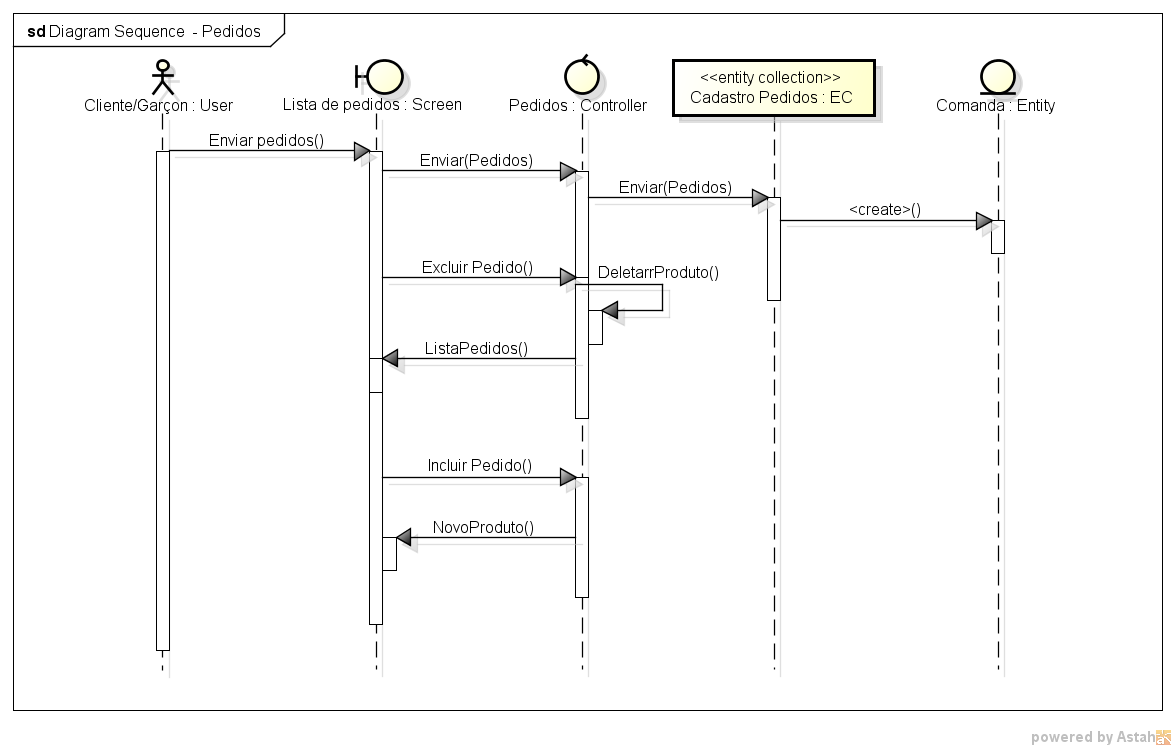 sd Diagram Sequence - Pedidos
Cliente/Garçon : User
Lista de pedidos : Screen
Pedidos : Controller
<<entity collection>>
Cadastro Pedidos : EC
Comanda : Entity
Enviar pedidos()
Enviar(Pedidos)
Enviar(Pedidos)
<create>()
Excluir Pedido()
DeletarrProduto()
ListaPedidos()
Incluir Pedido()
NovoProduto()
powered by Astah